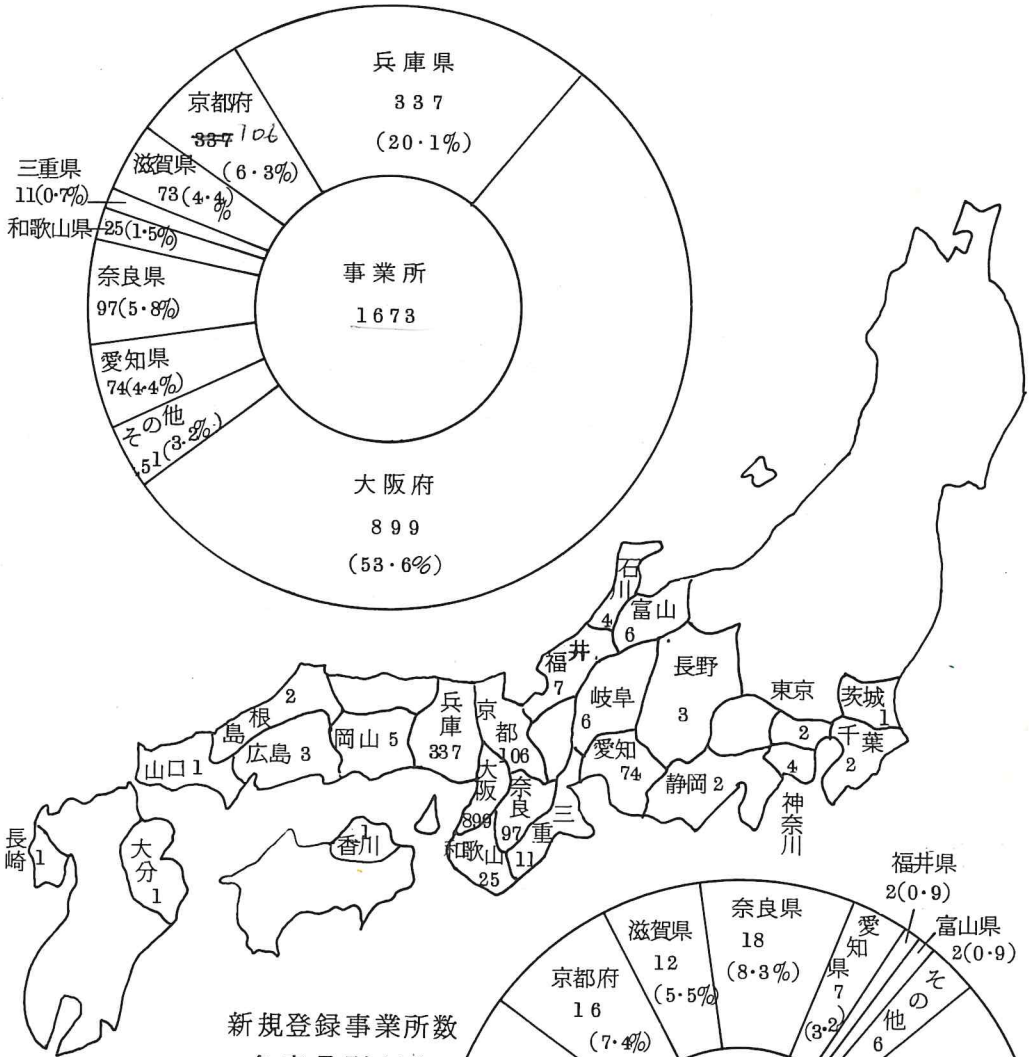 兵庫県
337
(20・1%)
京都府
337 106
(6・3%)
滋賀県
73(4・4%)
三重県
11(0・7%)
和歌山県 25(1・5%)
奈良県
97(5・8%)
愛知県
74(4・4%)
その他
51(3・2%)
事業所
1673
大阪府
899
(53・6%)
石川
4
富山
6
福井
7
長野
3
岐阜
6
東京
2
茨城
1
千葉
2
神奈川
4
静岡 2
愛知
74
三重
11
京都
106
兵庫
337
大阪
899
奈良
97
和歌山
25
岡山 5
広島 3
島根
2
山口 1
香川
1
大分
1
長崎
1
新規登録事業所数
福井県
2(0・9)
富山県
2(0・9)
奈良県
18
(8・3%)
滋賀県
12
(5・5%)
京都府
16
(7・4%)
愛知県
7
(3・2)
その他
6